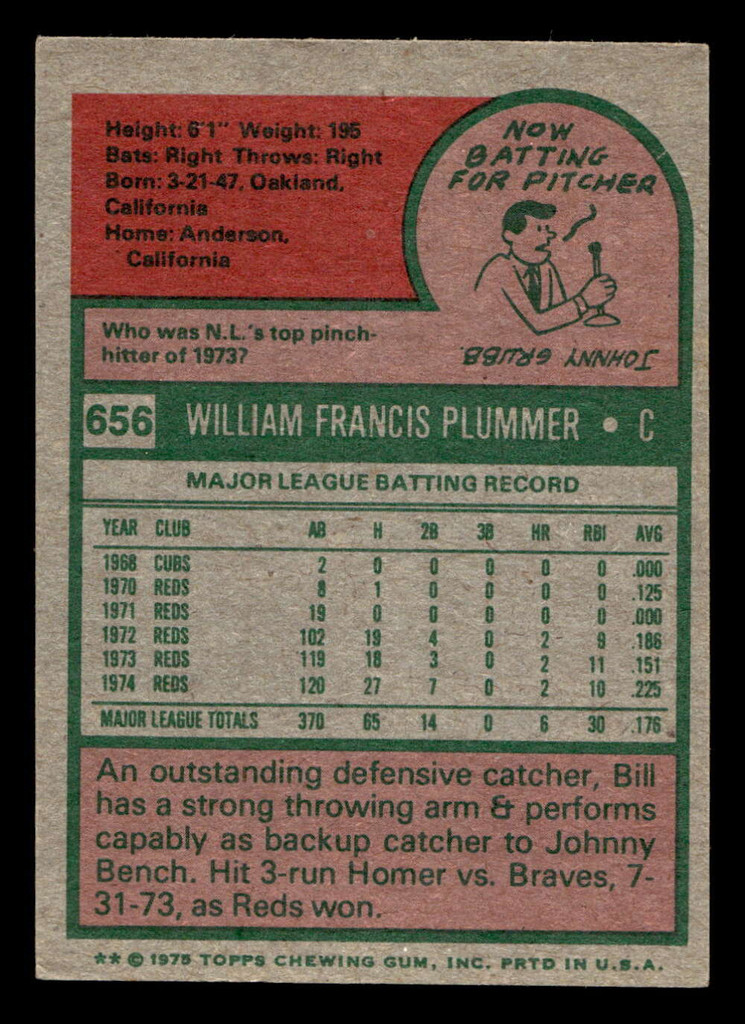 Height: 6'1" Weight: 195
Bats: Right Throws: Right
Born: 3-21-47, Oakland,
California
Home: Anderson,
California
NOW
BATTING
FOR PITCHER
Who was N.L.'s top pinch-
hitter of 1973?
JOHNNY GRUBB.
656 WILLIAM FRANCIS PLUMMER • C
MAJOR LEAGUE BATTING RECORD
YEAR CLUB AB H 2B 3B HR RBI AVG
1968 CUBS 2 0 0 0 0 0 .000
1970 REDS 8 1 0 0 0 0 .125
1971 REDS 19 0 0 0 0 0 .000
1972 REDS 102 19 4 0 2 9 .186
1973 REDS 119 18 3 0 2 11 .151
1974 REDS 120 27 7 0 2 10 .225
MAJOR LEAGUE TOTALS 370 65 14 0 6 30 .176
An outstanding defensive catcher, Bill
has a strong throwing arm & performs
capably as backup catcher to Johnny
Bench. Hit 3-run Homer vs. Braves, 7-
31-73, as Reds won.
** © 1975 TOPPS CHEWING GUM, INC. PRTD IN U.S.A.